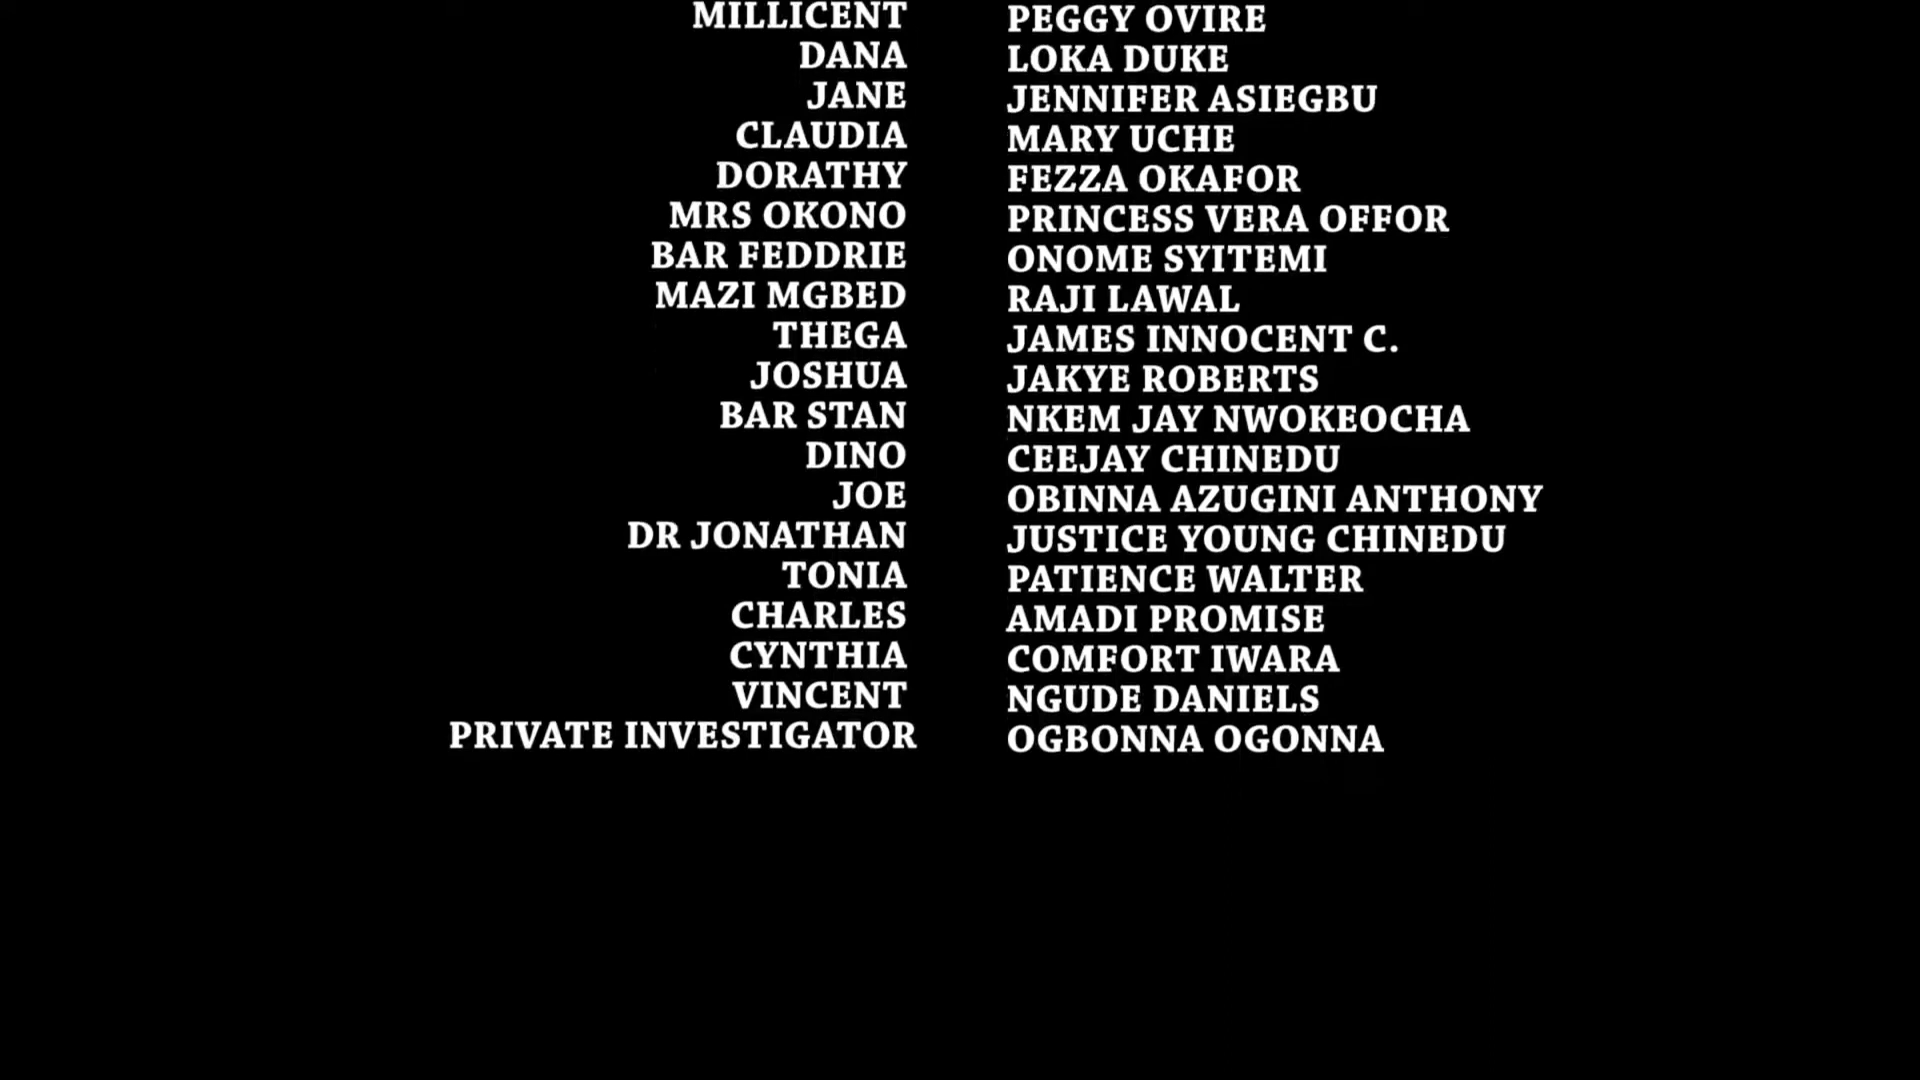 MILLICENT PEGGY OVIRE
DANA LOKA DUKE
JANE JENNIFER ASIEGBU
CLAUDIA MARY UCHE
DORATHY FEZZA OKAFOR
MRS OKONO PRINCESS VERA OFFOR
BAR FEDDRIE ONOME SYITEMI
MAZI MGBED RAJI LAWAL
THEGA JAMES INNOCENT C.
JOSHUA JAKYE ROBERTS
BAR STAN NKEM JAY NWOKEOCHA
DINO CEEJAY CHINEDU
JOE OBINNA AZUGINI ANTHONY
DR JONATHAN JUSTICE YOUNG CHINEDU
TONIA PATIENCE WALTER
CHARLES AMADI PROMISE
CYNTHIA COMFORT IWARA
VINCENT NGUDE DANIELS
PRIVATE INVESTIGATOR OGBONNA OGONNA